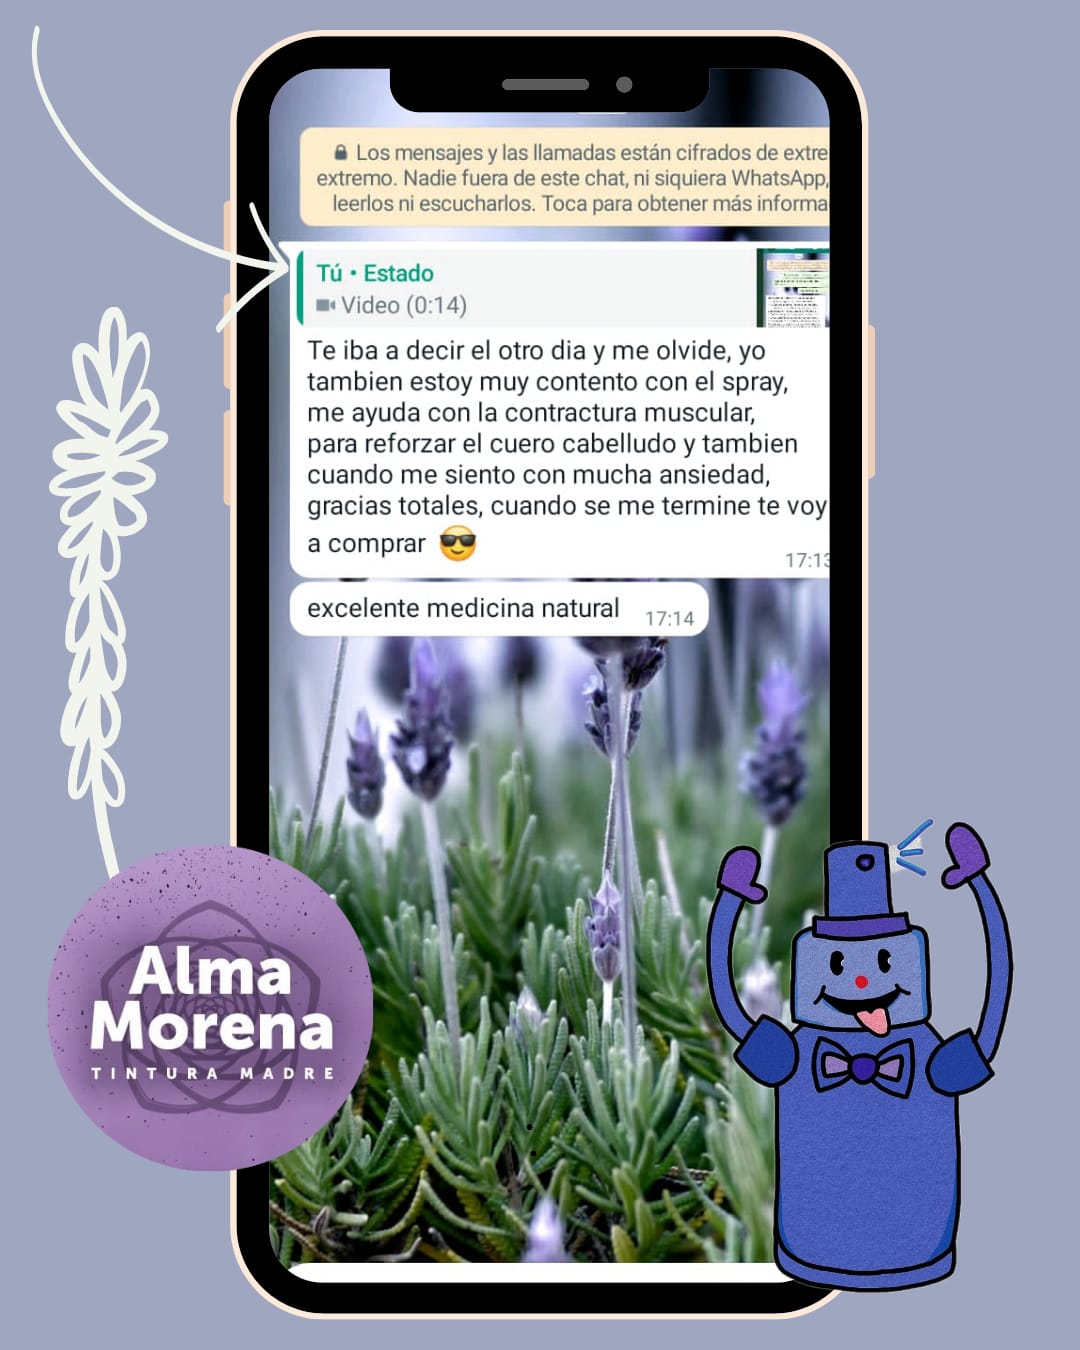 Los mensajes y las llamadas están cifrados de extre
extremo. Nadie fuera de este chat, ni siquiera WhatsApp,
leerlos ni escucharlos. Toca para obtener más informa
Tú • Estado
Video (0:14)
Te iba a decir el otro dia y me olvide, yo
tambien estoy muy contento con el spray,
me ayuda con la contractura muscular,
para reforzar el cuero cabelludo y tambien
cuando me siento con mucha ansiedad,
gracias totales, cuando se me termine te voy
a comprar 😎
17:13
excelente medicina natural 17:14
Alma
Morena
TINTURA MADRE